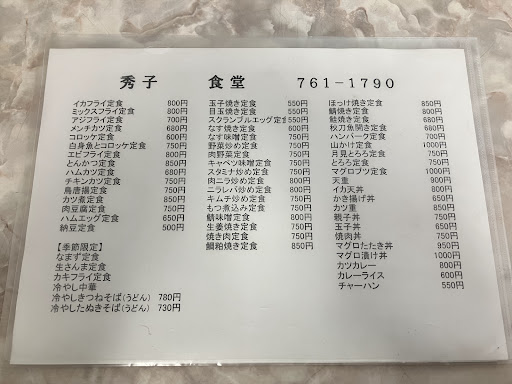 秀子 食堂 761-1790
イカフライ定食 800円
ミックスフライ定食 800円
アジフライ定食 700円
メンチカツ定食 680円
コロッケ定食 600円
白身魚とコロッケ定食 750円
エビフライ定食 800円
とんかつ定食 850円
ハムカツ定食 680円
チキンカツ定食 750円
鳥唐揚定食 750円
カツ煮定食 850円
肉豆腐定食 750円
ハムエッグ定食 650円
納豆定食 500円
【季節限定】
なまず定食
生さんま定食
カキフライ定食
冷やし中華
冷やしきつねそば(うどん) 780円
冷やしたぬきそば(うどん) 730円
玉子焼き定食 550円
目玉焼き定食 550円
スクランブルエッグ定食 550円
なす焼き定食 600円
なす味噌定食 700円
野菜炒め定食 700円
肉野菜定食 750円
キャベツ味噌定食 750円
スタミナ炒め定食 750円
肉ニラ炒め定食 800円
ニラレバ炒め定食 800円
キムチ炒め定食 750円
もつ煮込み定食 750円
鯖味噌定食 800円
生姜焼き定食 750円
焼き肉定食 750円
鯛粕焼き定食 850円
ほっけ焼き定食 850円
鯖焼き定食 800円
鮭焼き定食 680円
秋刀魚開き定食 680円
ハンバーグ定食 700円
山かけ定食 1000円
月見とろろ定食 750円
とろろ定食 700円
マグロブツ定食 1000円
天重 900円
イカ天丼 800円
かき揚げ丼 650円
カツ重 850円
親子丼 750円
玉子丼 650円
焼肉丼 750円
マグロたたき丼 950円
マグロ漬け丼 1000円
カツカレー 800円
カレーライス 600円
チャーハン 550円